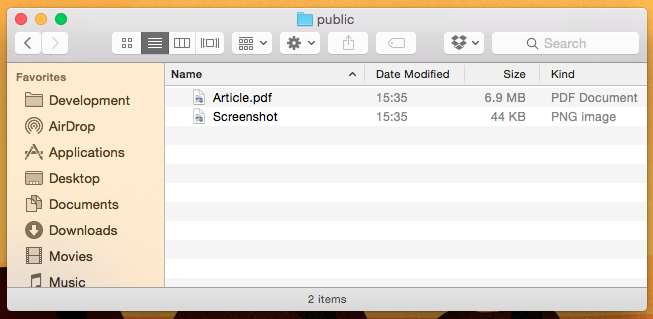 public
Search
Favorites
Name Date Modified Size Kind
Development
Article.pdf 15:35 6.9 MB PDF Document
AirDrop
Screenshot 15:35 44 KB PNG image
Applications
Desktop
Documents
Downloads
Movies
Music
2 items